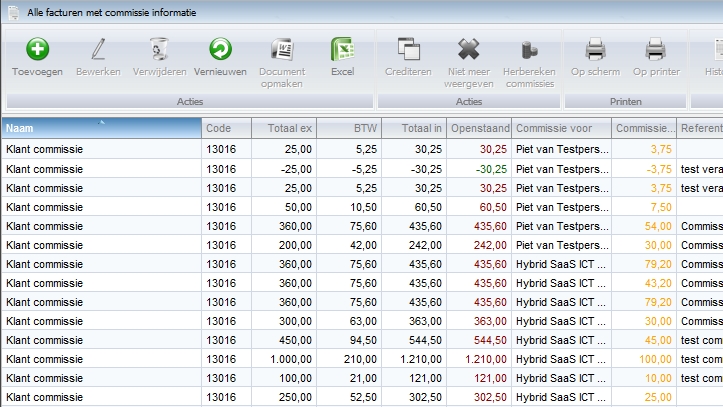 Alle facturen met commissie informatie
Toevoegen Bewerken Verwijderen Vernieuwen Document opmaken Excel Crediteren Niet meer weergeven Herbereken commissies Op scherm Op printer Hist
Acties Acties Printen
Naam Code Totaal ex BTW Totaal in Openstaand Commissie voor Commissie... Referent
Klant commissie 13016 25,00 5,25 30,25 30,25 Piet van Testpers... 3,75
Klant commissie 13016 -25,00 -5,25 -30,25 -30,25 Piet van Testpers... -3,75 test vera
Klant commissie 13016 25,00 5,25 30,25 30,25 Piet van Testpers... 3,75 test vera
Klant commissie 13016 50,00 10,50 60,50 60,50 Piet van Testpers... 7,50
Klant commissie 13016 360,00 75,60 435,60 435,60 Piet van Testpers... 54,00 Commiss
Klant commissie 13016 200,00 42,00 242,00 242,00 Piet van Testpers... 30,00 Commiss
Klant commissie 13016 360,00 75,60 435,60 435,60 Hybrid SaaS ICT ... 79,20 Commiss
Klant commissie 13016 360,00 75,60 435,60 435,60 Hybrid SaaS ICT ... 43,20 Commiss
Klant commissie 13016 360,00 75,60 435,60 435,60 Hybrid SaaS ICT ... 79,20 Commiss
Klant commissie 13016 300,00 63,00 363,00 363,00 Hybrid SaaS ICT ... 30,00 Commiss
Klant commissie 13016 450,00 94,50 544,50 544,50 Hybrid SaaS ICT ... 45,00 test com
Klant commissie 13016 1.000,00 210,00 1.210,00 1.210,00 Hybrid SaaS ICT ... 100,00 test com
Klant commissie 13016 100,00 21,00 121,00 121,00 Hybrid SaaS ICT ... 10,00 test com
Klant commissie 13016 250,00 52,50 302,50 302,50 Hybrid SaaS ICT ... 25,00